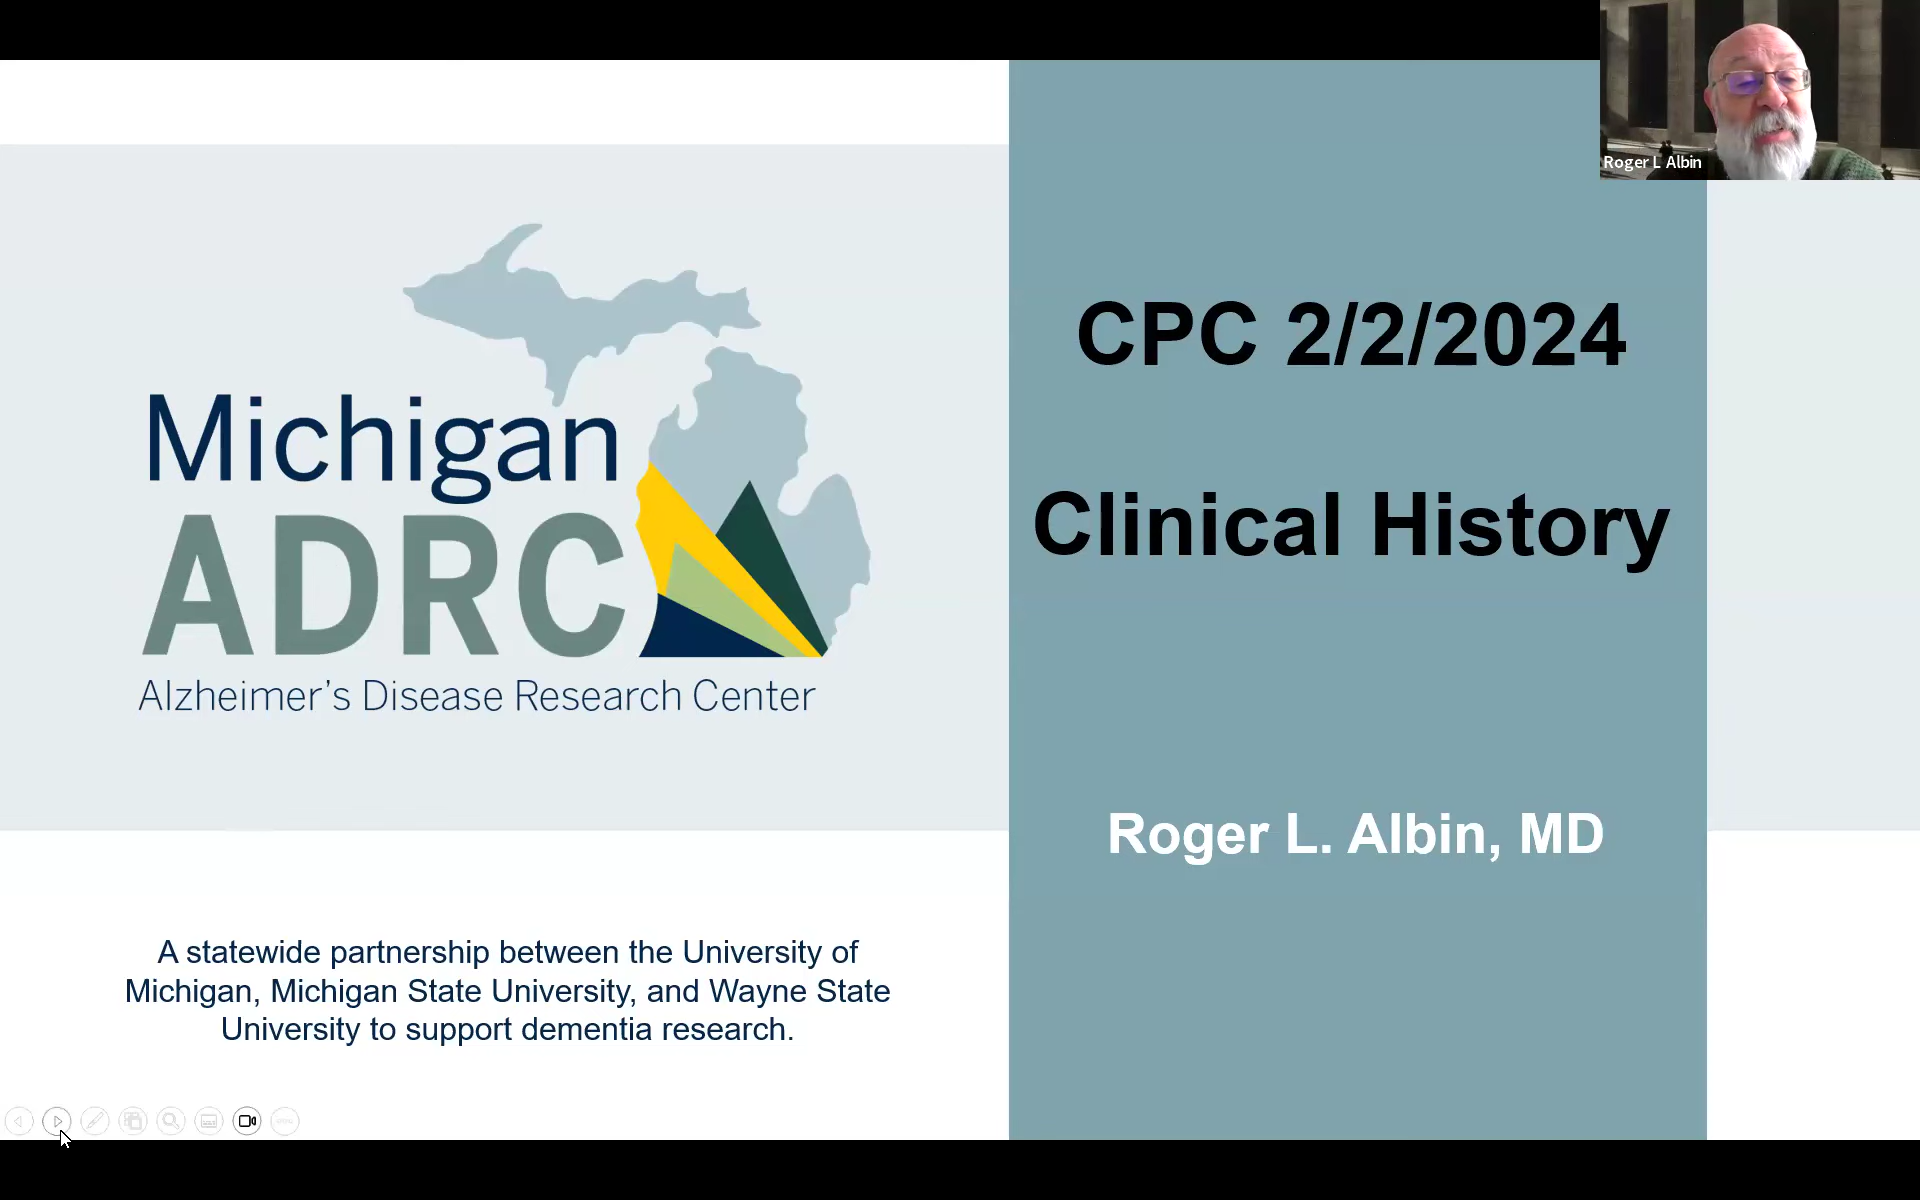 Roger L Albin
CPC 2/2/2024
Clinical History
Roger L. Albin, MD
Michigan
ADRC
Alzheimer's Disease Research Center
A statewide partnership between the University of
Michigan, Michigan State University, and Wayne State
University to support dementia research.